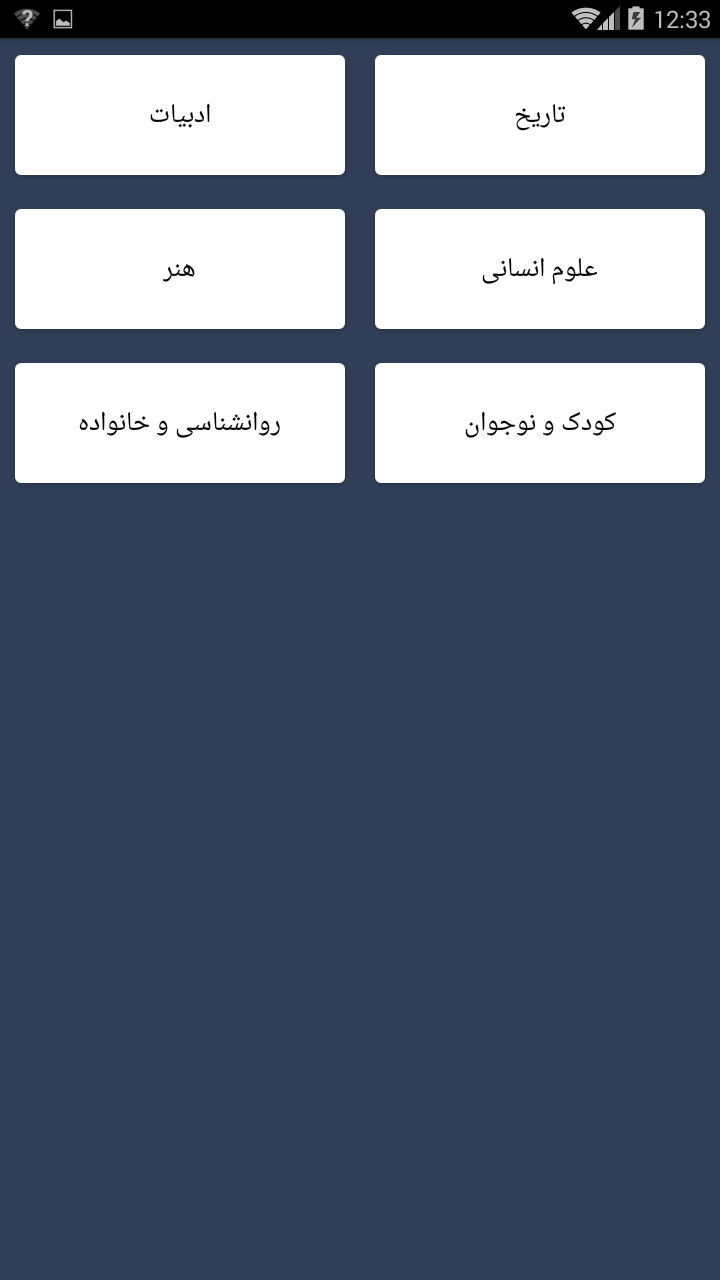 12:33
تاریخ
ادبیات
علوم انسانی
هنر
کودک و نوجوان
روانشناسی و خانواده